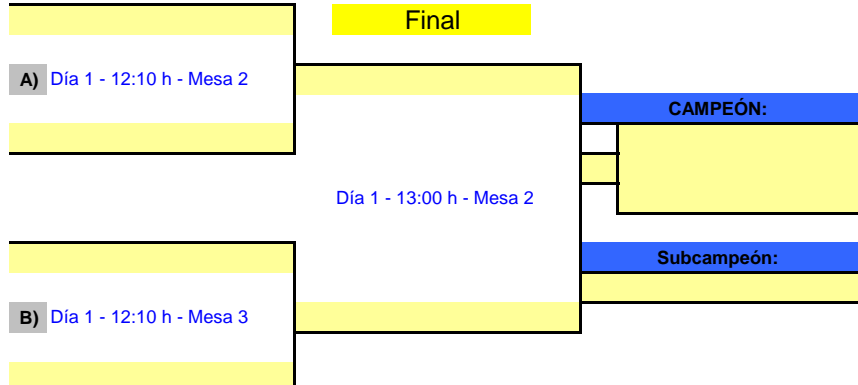 Final
A) Día 1 - 12:10 h - Mesa 2
CAMPEÓN:
Día 1 - 13:00 h - Mesa 2
Subcampeón:
B) Día 1 - 12:10 h - Mesa 3